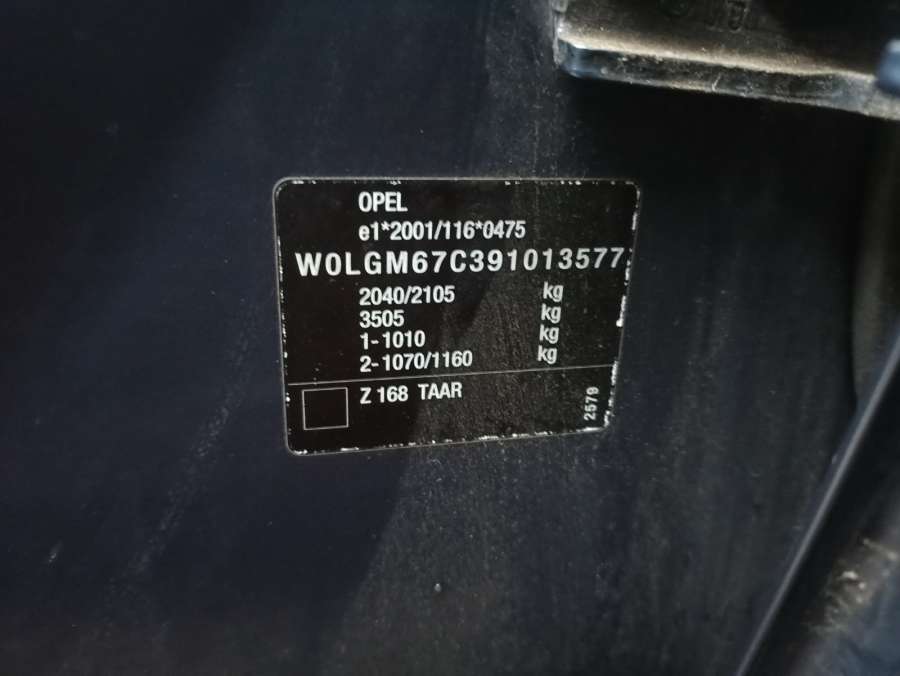 OPEL
e1*2001/116*0475
W0LGM67C391013577
2040/2105 kg
3505 kg
1-1010 kg
2-1070/1160 kg
Z 168 TAAR
2579